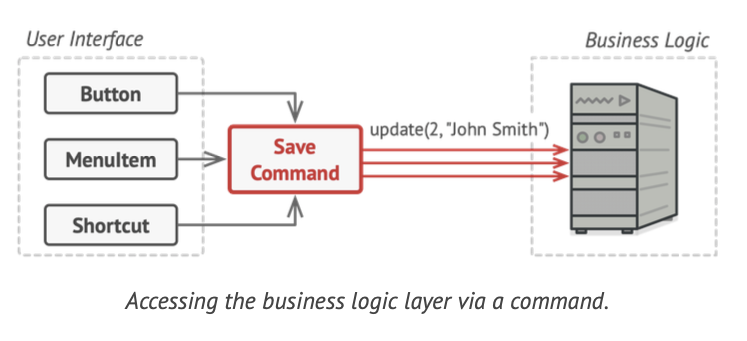 User Interface
Business Logic
Button
MenuItem
Shortcut
Save
Command
update(2, "John Smith")
Accessing the business logic layer via a command.